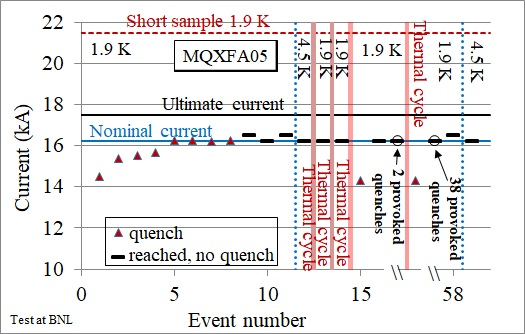 Short sample 1.9 K
1.9 K
MQXFA05
4.5 K
1.9 K
1.9 K
1.9 K
Thermal cycle
1.9 K
4.5 K
Ultimate current
Nominal current
Thermal cycle
Thermal cycle
Thermal cycle
2 provoked
quenches
38 provoked
quenches
quench
reached, no quench
Current (kA)
22
20
18
16
14
12
10
0
5
10
15
58
Event number
Test at BNL